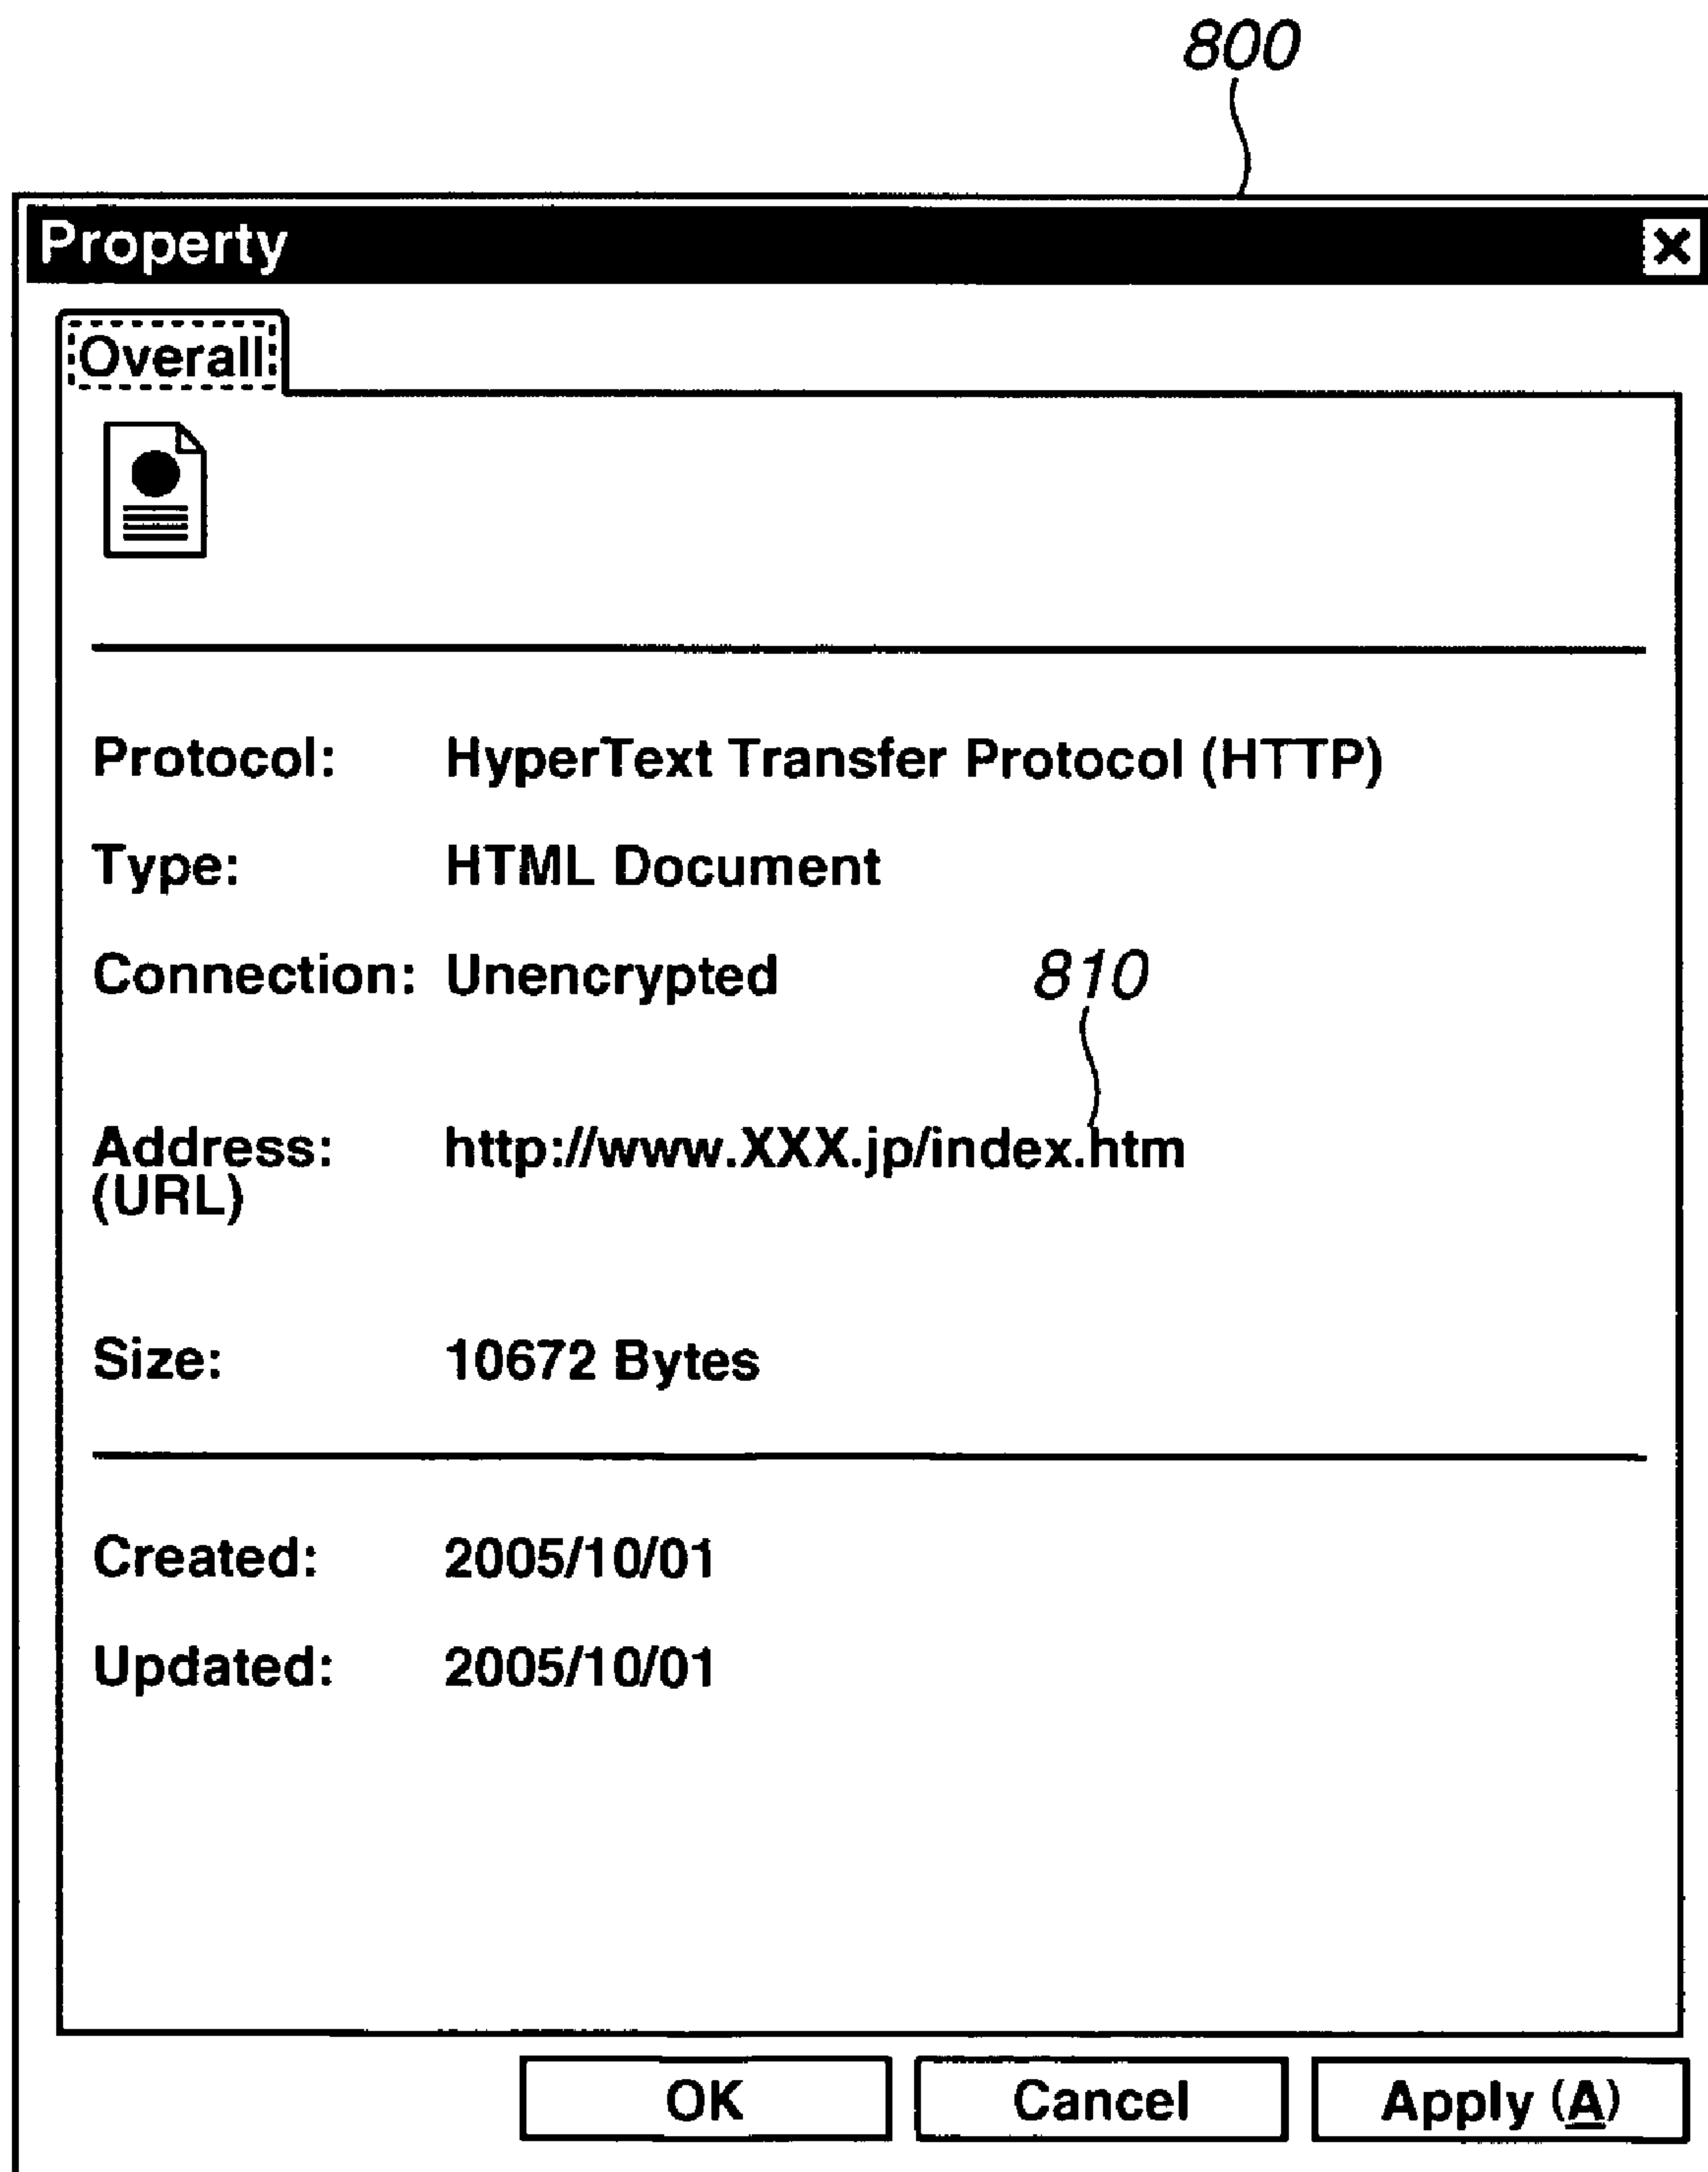 800
Property
Overall
Protocol: HyperText Transfer Protocol (HTTP)
Type: HTML Document
Connection: Unencrypted
810
Address: http://www.XXX.jp/index.htm
(URL)
Size: 10672 Bytes
Created: 2005/10/01
Updated: 2005/10/01
OK Cancel Apply (A)